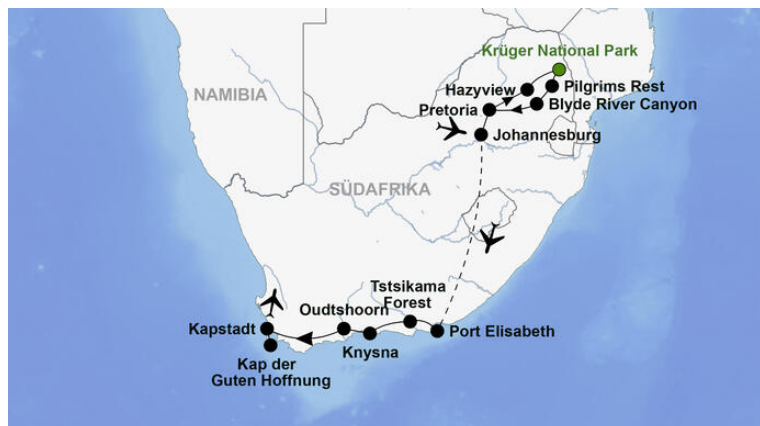 Krüger National Park
NAMIBIA
Hazyview
Pilgrims Rest
Pretoria
Blyde River Canyon
Johannesburg
SÜDAFRIKA
Tstsikama
Forest
Oudtshoorn
Kapstadt
Port Elisabeth
Knysna
Kap der
Guten Hoffnung